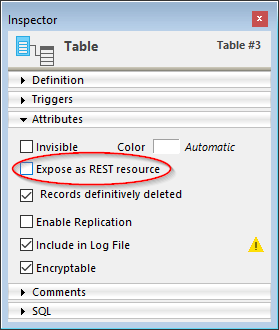 Inspector
Table Table #3
Definition
Triggers
Attributes
Invisible Color Automatic
Expose as REST resource
Records definitively deleted
Enable Replication
Include in Log File
Encryptable
Comments
SQL